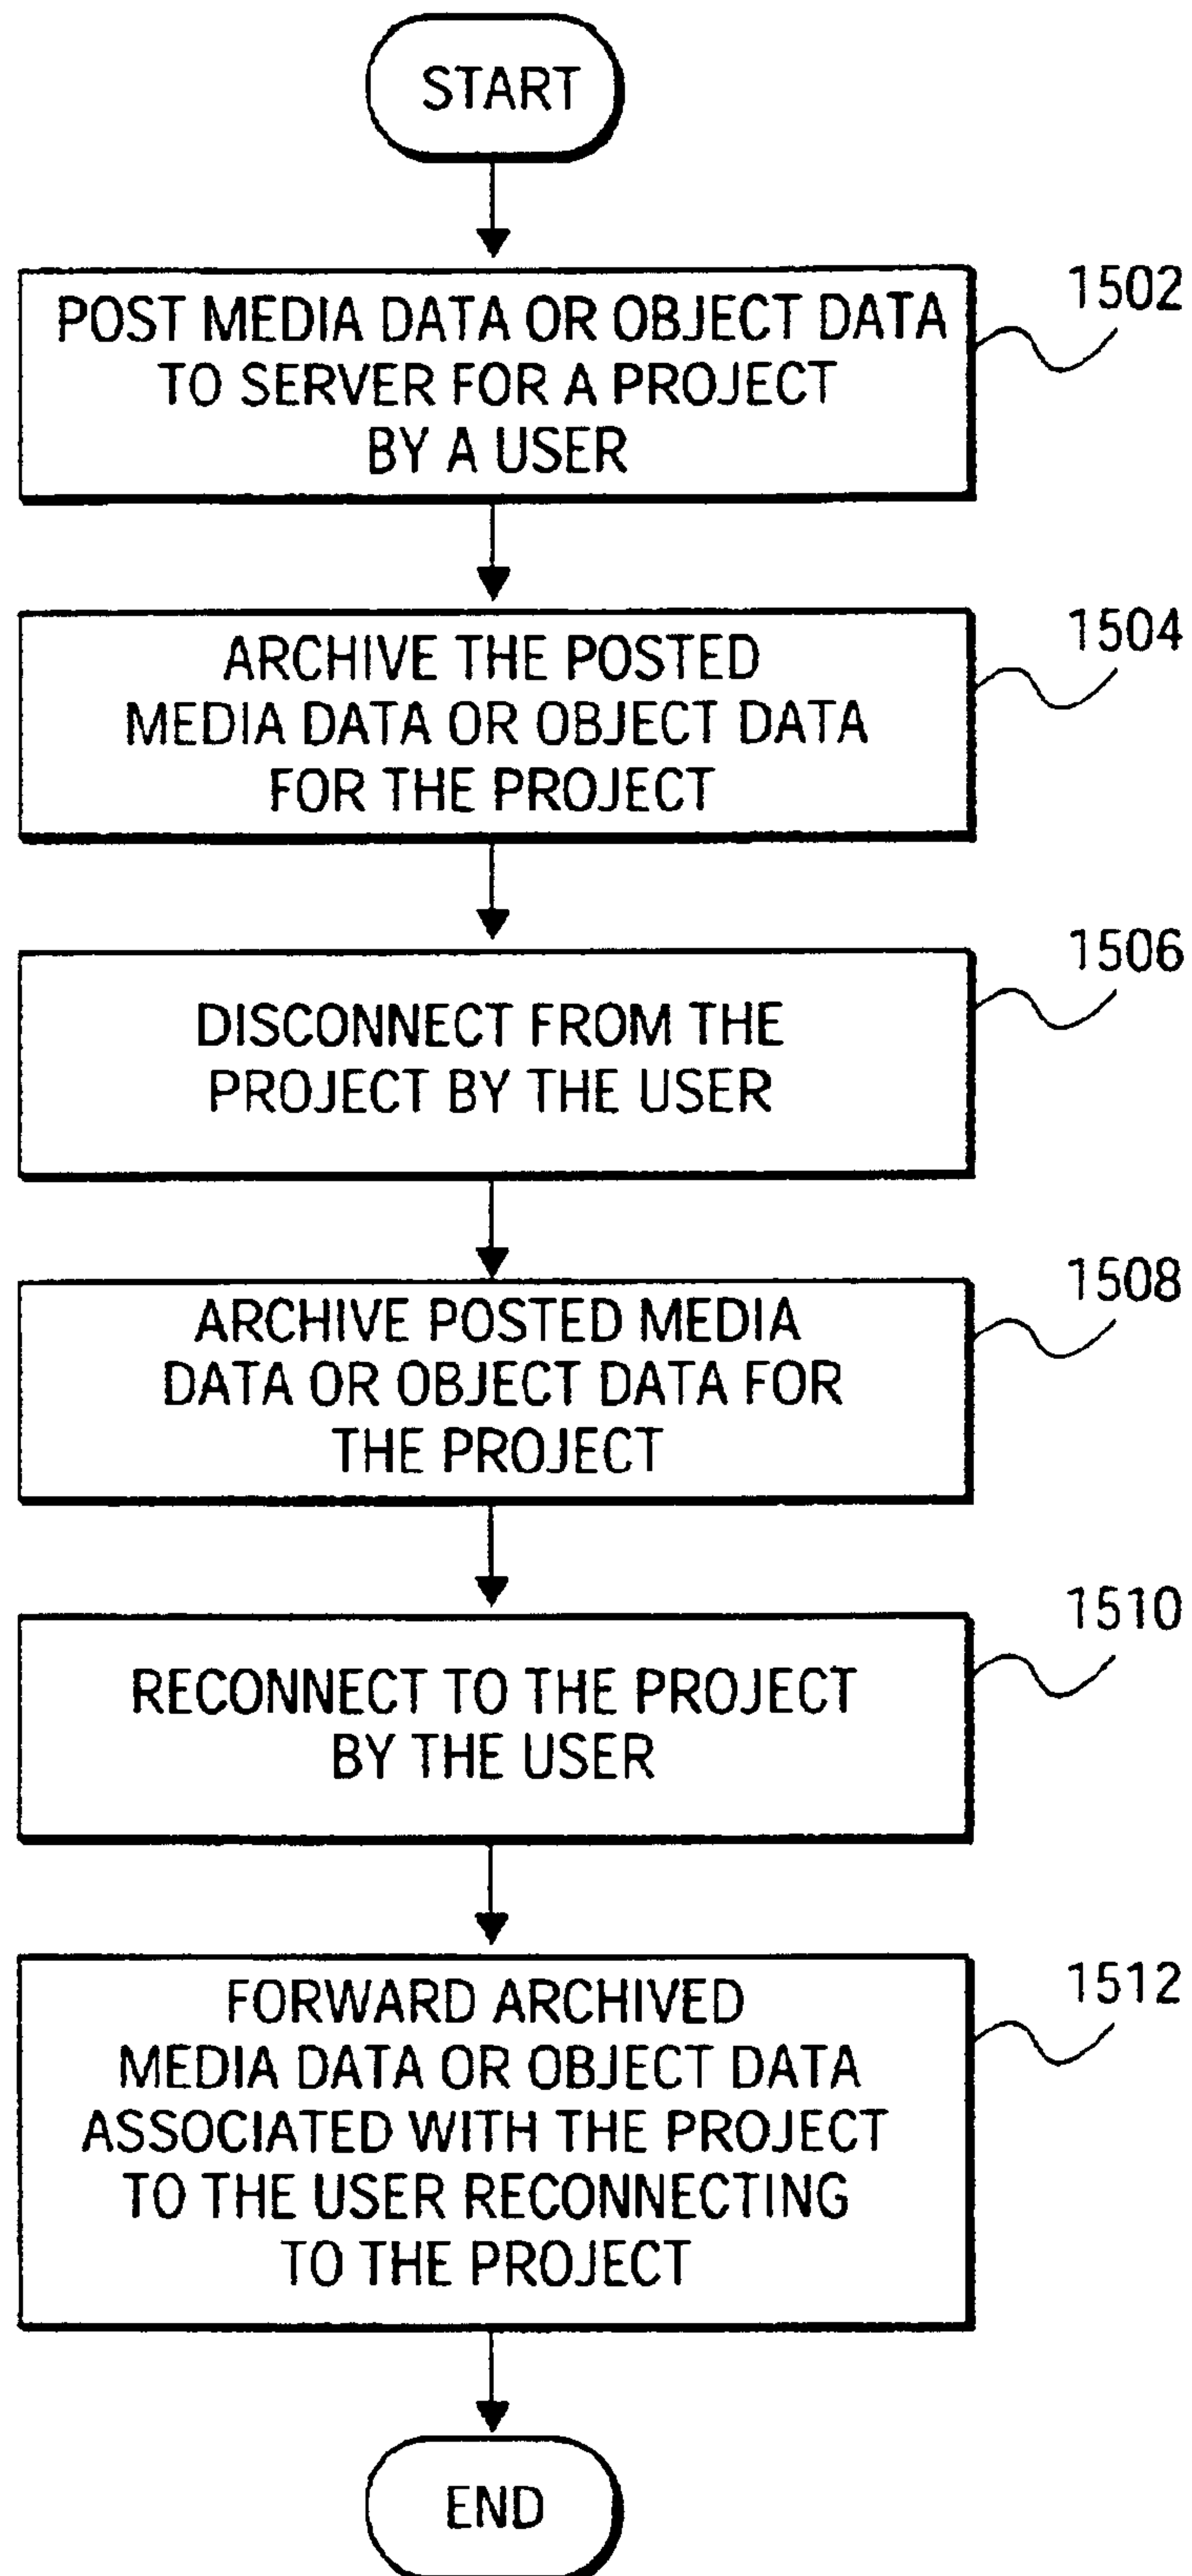 START
1502
POST MEDIA DATA OR OBJECT DATA
TO SERVER FOR A PROJECT
BY A USER
1504
ARCHIVE THE POSTED
MEDIA DATA OR OBJECT DATA
FOR THE PROJECT
1506
DISCONNECT FROM THE
PROJECT BY THE USER
1508
ARCHIVE POSTED MEDIA
DATA OR OBJECT DATA FOR
THE PROJECT
1510
RECONNECT TO THE PROJECT
BY THE USER
1512
FORWARD ARCHIVED
MEDIA DATA OR OBJECT DATA
ASSOCIATED WITH THE PROJECT
TO THE USER RECONNECTING
TO THE PROJECT
END